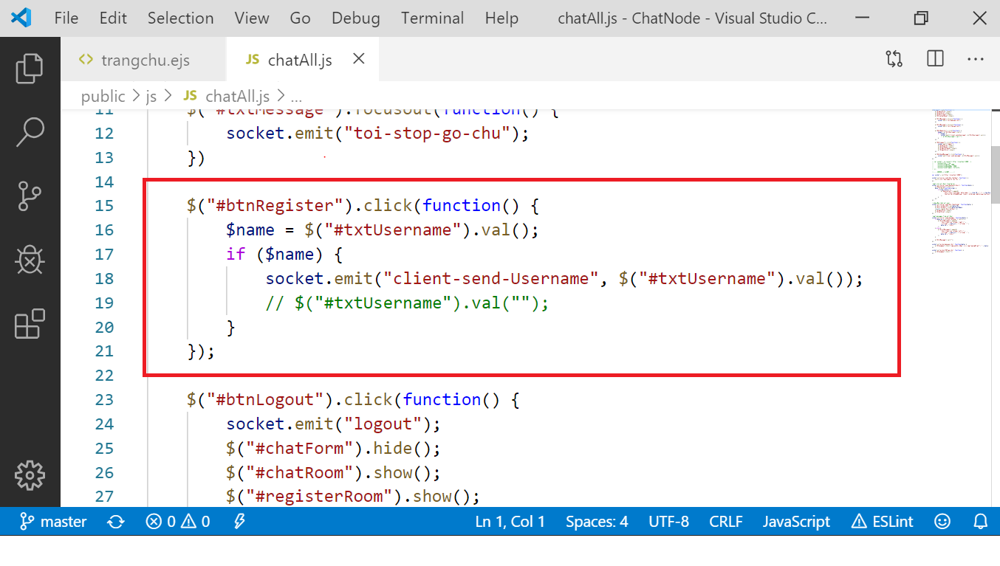 File Edit Selection View Go Debug Terminal Help chatAll.js - ChatNode - Visual Studio C...
trangchu.ejs JS chatAll.js
public > js > JS chatAll.js > ...
11 $("#txtMessage").focusout(function() {
12 socket.emit("toi-stop-go-chu");
13 })
14
15 $("#btnRegister").click(function() {
16 $name = $("#txtUsername").val();
17 if ($name) {
18 socket.emit("client-send-Username", $("#txtUsername").val());
19 // $("#txtUsername").val("");
20 }
21 });
22
23 $("#btnLogout").click(function() {
24 socket.emit("logout");
25 $("#chatForm").hide();
26 $("#chatRoom").show();
27 $("#registerRoom").show();
master 0 0 Ln 1, Col 1 Spaces: 4 UTF-8 CRLF JavaScript ESLint